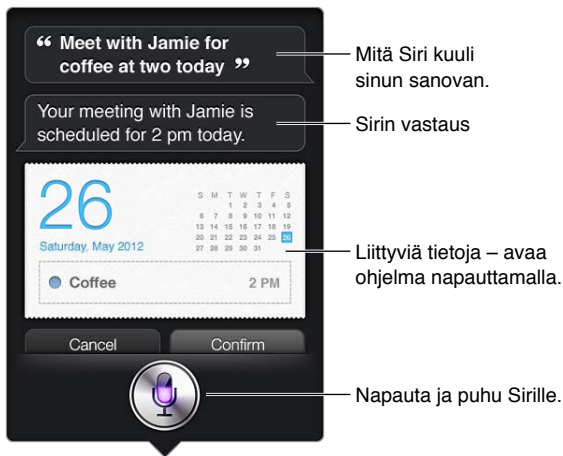 “ Meet with Jamie for
coffee at two today ”
Mitä Siri kuuli
sinun sanovan.
Your meeting with Jamie is
scheduled for 2 pm today.
Sirin vastaus
26
Saturday, May 2012
S M T W T F S
1 2 3 4 5
6 7 8 9 10 11 12
13 14 15 16 17 18 19
20 21 22 23 24 25 26
27 28 29 30 31
Liittyviä tietoja – avaa
ohjelma napauttamalla.
Coffee 2 PM
Cancel Confirm
Napauta ja puhu Sirille.